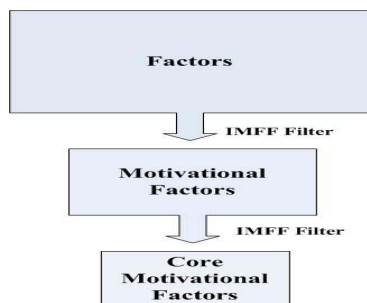 Factors
IMFF Filter
Motivational
Factors
IMFF Filter
Core
Motivational
Factors